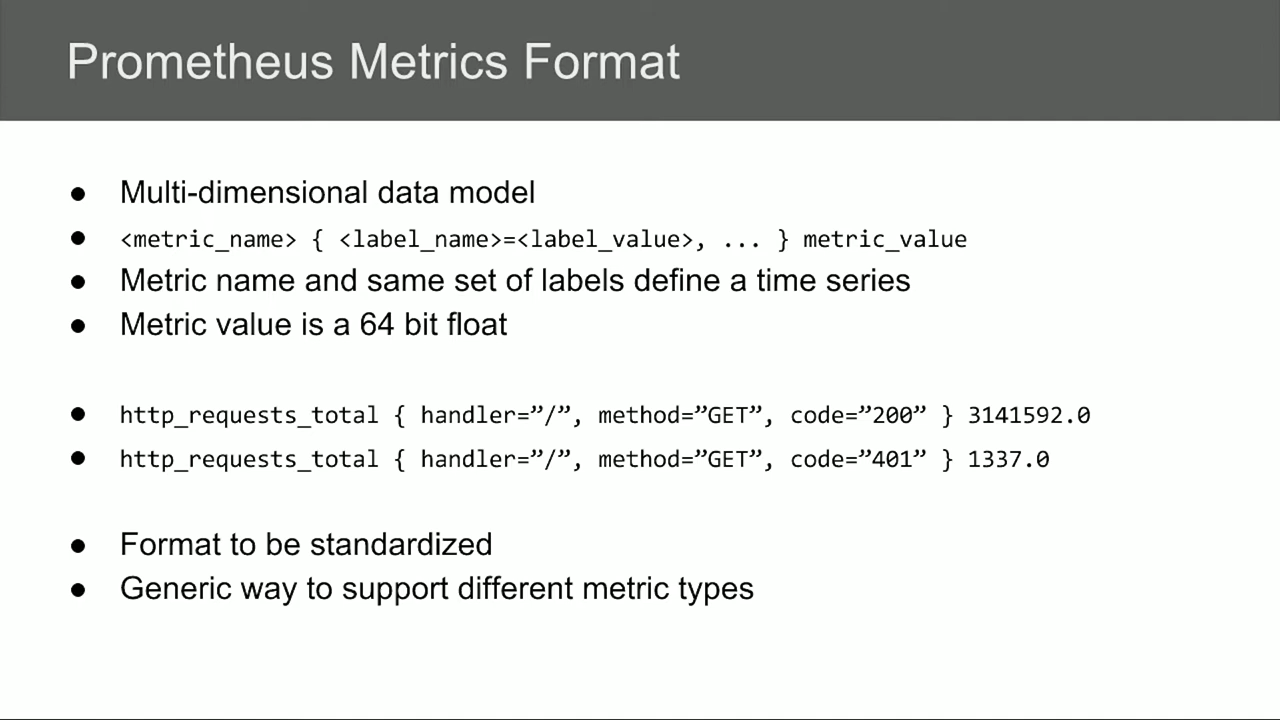 Prometheus Metrics Format
● Multi-dimensional data model
● <metric_name> { <label_name>=<label_value>, ... } metric_value
● Metric name and same set of labels define a time series
● Metric value is a 64 bit float
● http_requests_total { handler=”/”, method=”GET”, code=”200” } 3141592.0
● http_requests_total { handler=”/”, method=”GET”, code=”401” } 1337.0
● Format to be standardized
● Generic way to support different metric types